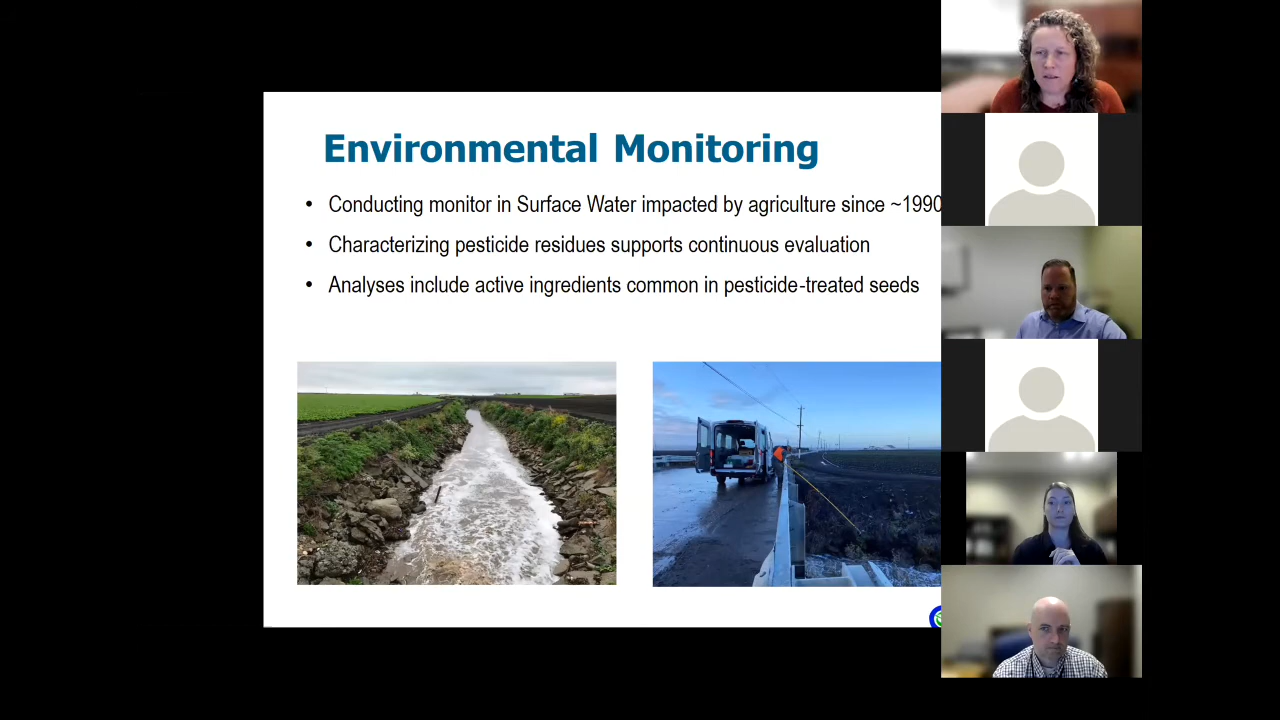 Environmental Monitoring
• Conducting monitor in Surface Water impacted by agriculture since ~1990
• Characterizing pesticide residues supports continuous evaluation
• Analyses include active ingredients common in pesticide-treated seeds